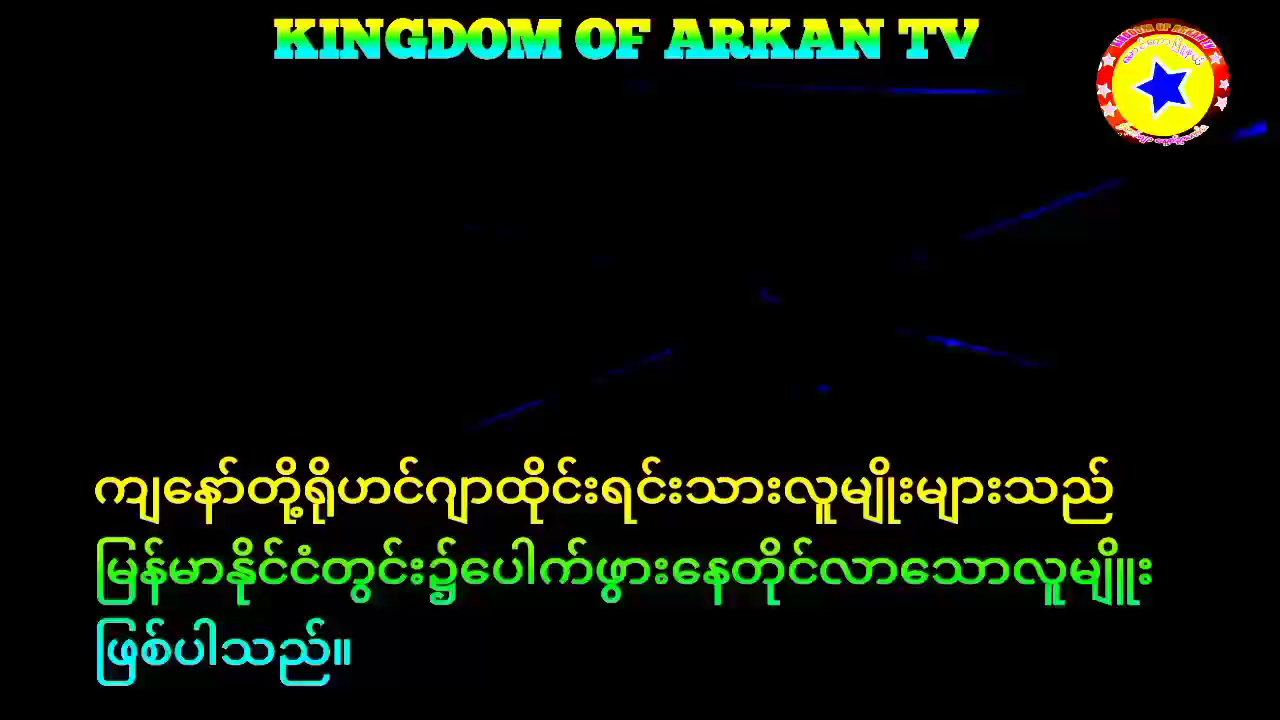 KINGDOM OF ARKAN TV
ကျနော်တို့ရိုဟင်ဂျာထိုင်းရင်းသားလူမျိုးများသည်
မြန်မာနိုင်ငံတွင်း၌ပေါက်ဖွားနေတိုင်လာသောလူမျိူး
ဖြစ်ပါသည်။